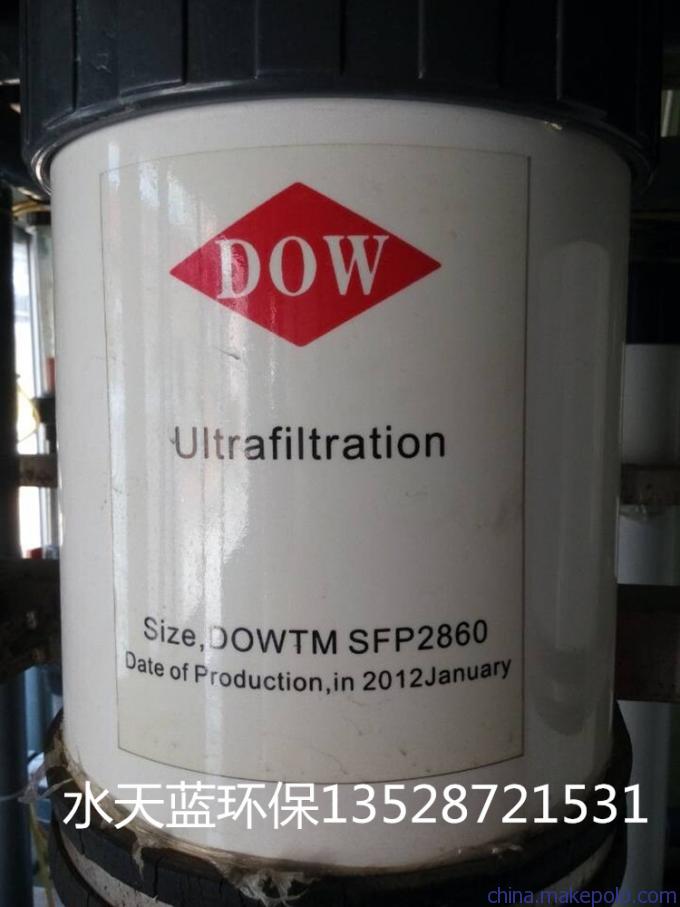 DOW
Ultrafiltration
Size,DOWTM SFP2860
Date of Production,in 2012January
水天蓝环保13528721531
china.makepolo.com